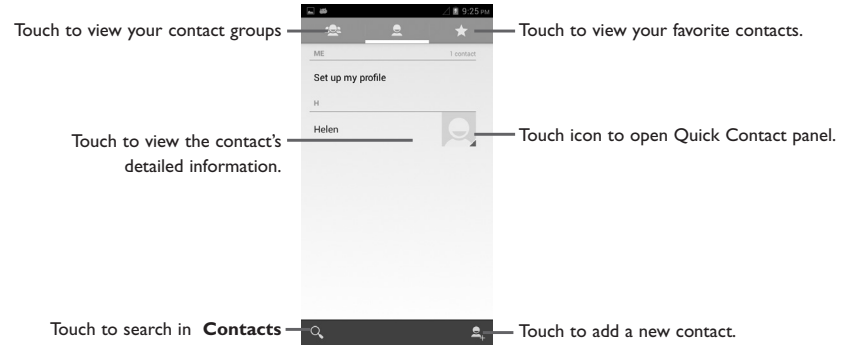 9:25 PM
Touch to view your contact groups
Touch to view your favorite contacts.
ME 1 contact
Set up my profile
H
Helen
Touch to view the contact's
detailed information.
Touch icon to open Quick Contact panel.
Touch to search in Contacts
Touch to add a new contact.